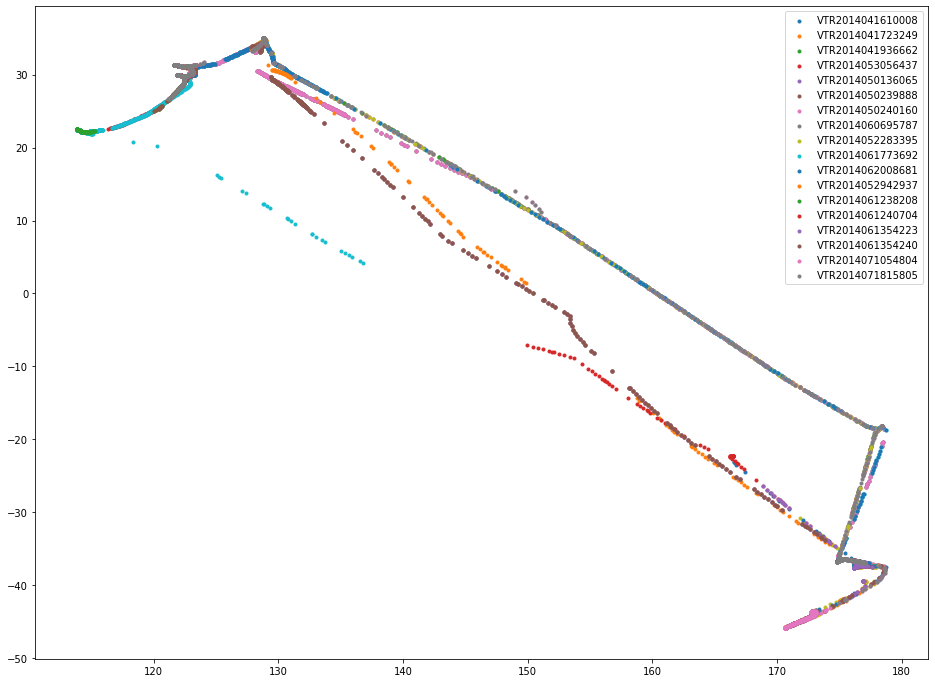 VTR2014041610008
VTR2014041723249
VTR2014041936662
VTR2014053056437
VTR2014050136065
VTR2014050239888
VTR2014050240160
VTR2014060695787
VTR2014052283395
VTR2014061773692
VTR2014062008681
VTR2014052942937
VTR2014061238208
VTR2014061240704
VTR2014061354223
VTR2014061354240
VTR2014071054804
VTR2014071815805
30
20
10
0
−10
−20
−30
−40
−50
120 130 140 150 160 170 180